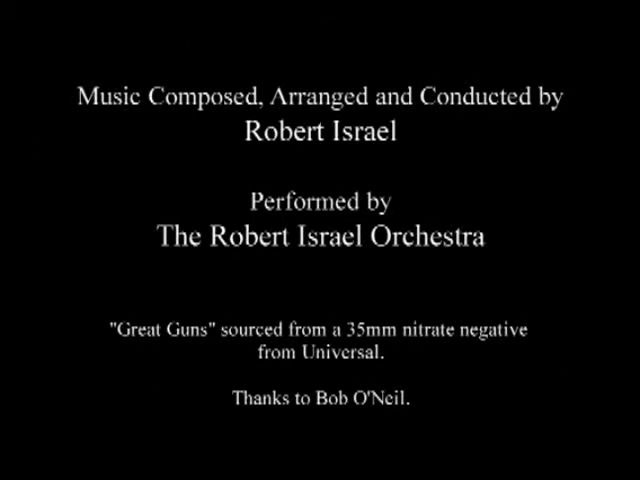 Music Composed, Arranged and Conducted by
Robert Israel
Performed by
The Robert Israel Orchestra
"Great Guns" sourced from a 35mm nitrate negative
from Universal.
Thanks to Bob O'Neil.